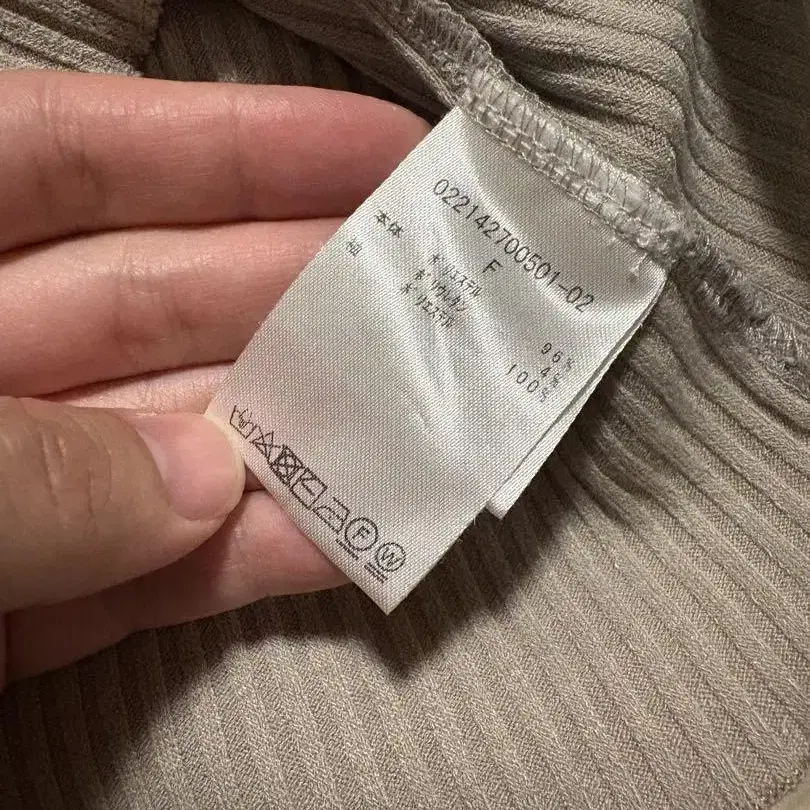 022142700501-02
F
本体 ポリエステル 96%
ポリウレタン 4%
ポリエステル 100%
F W